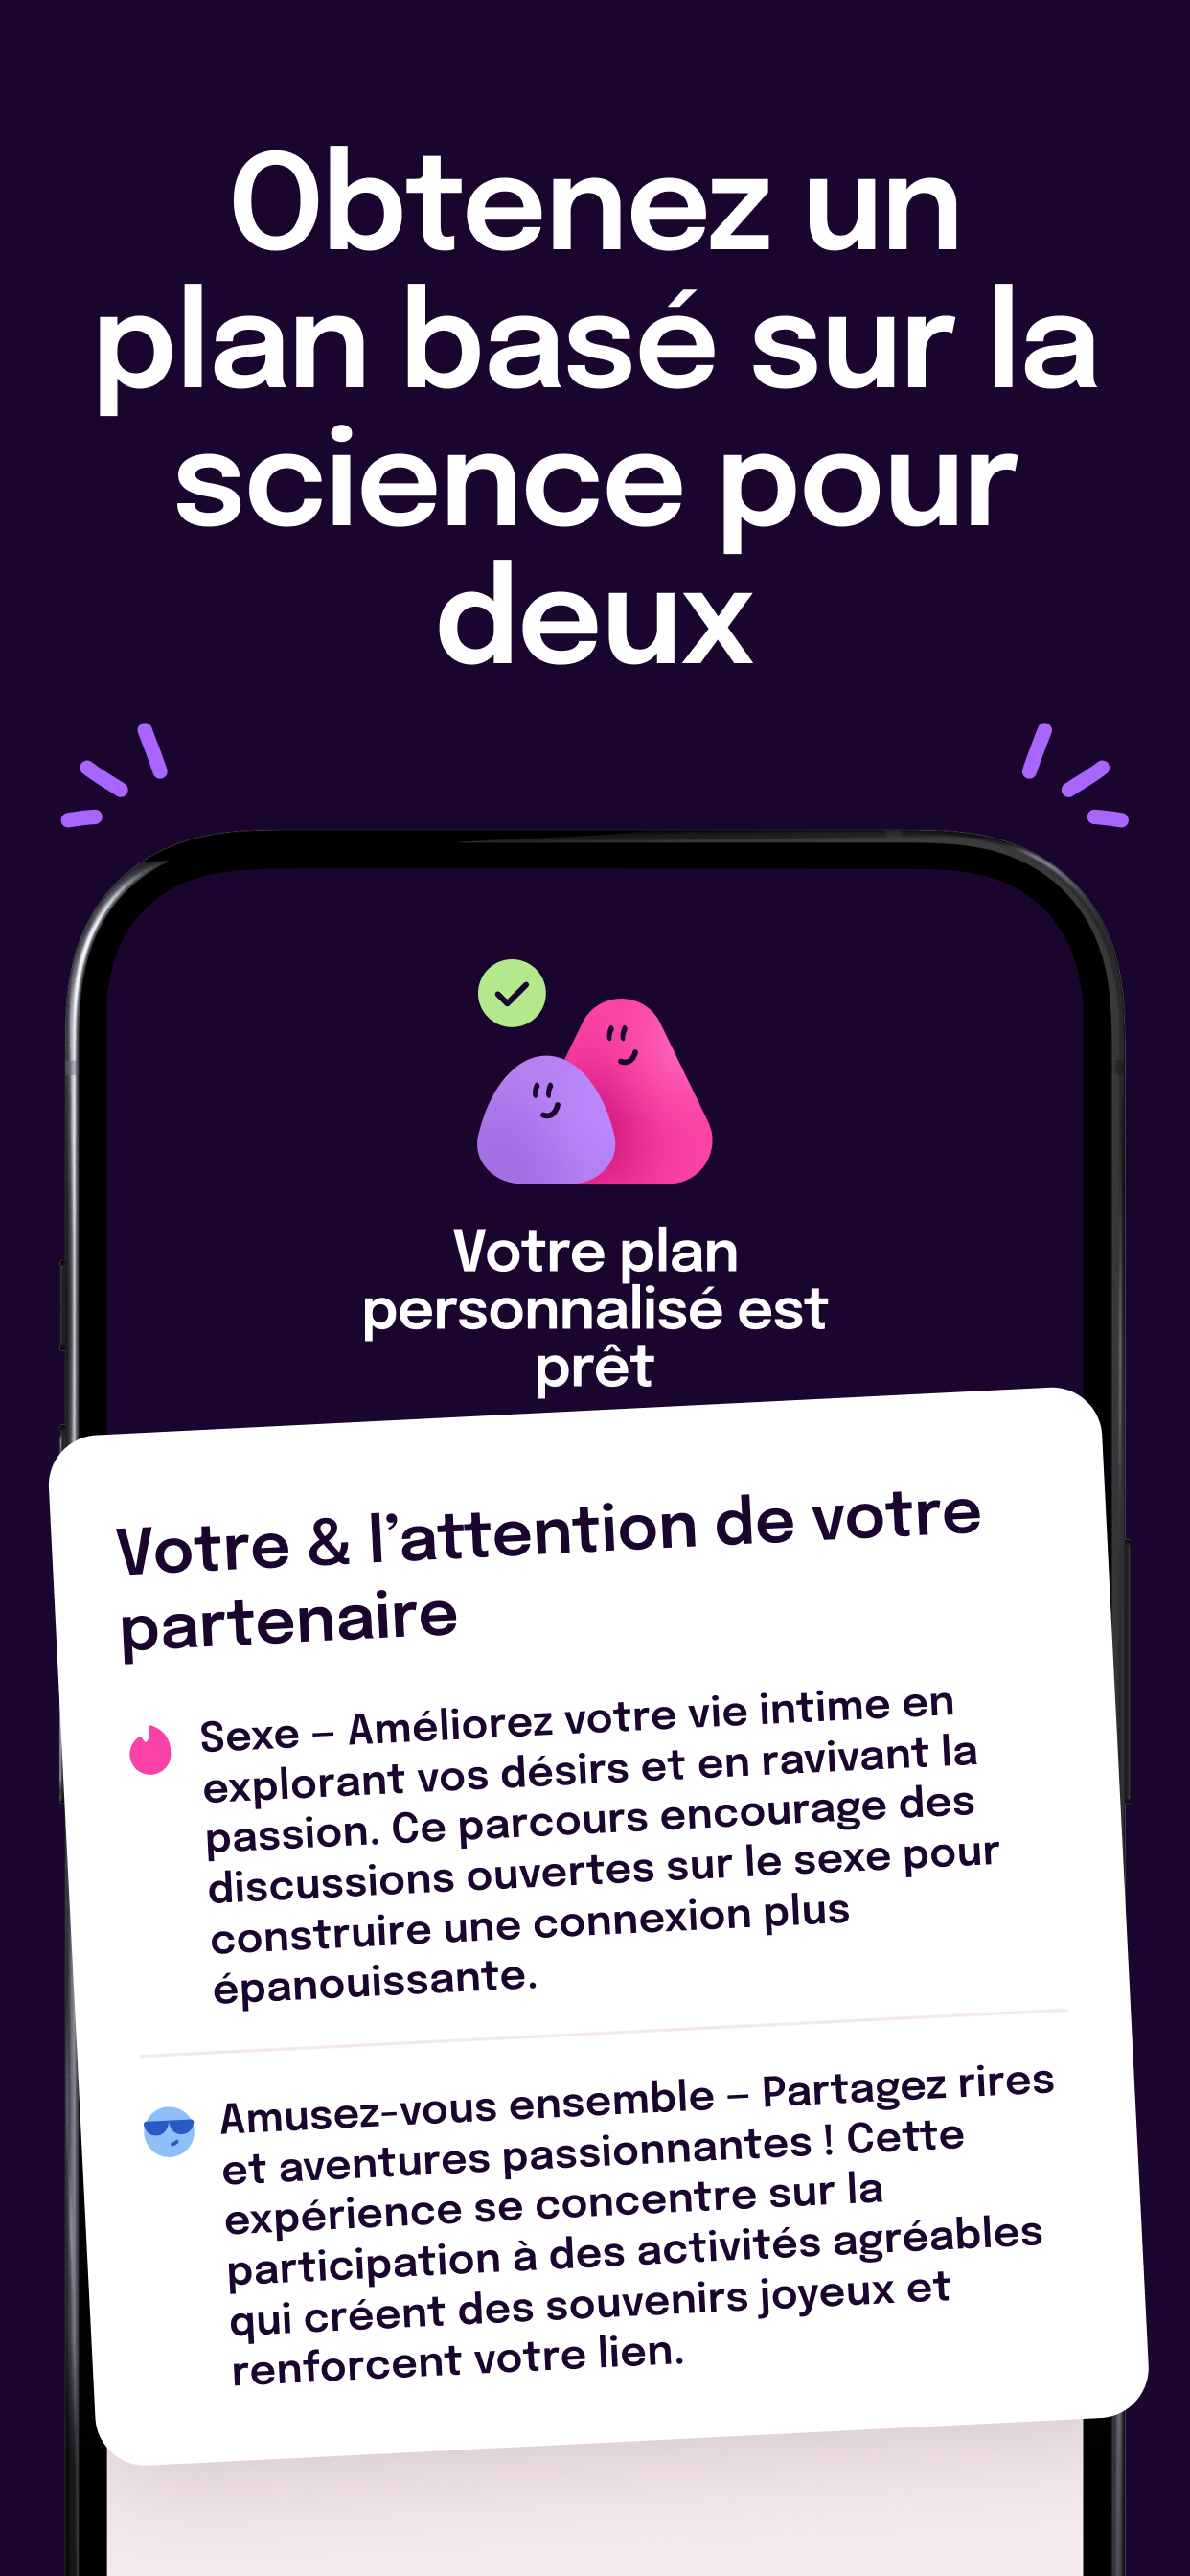 Obtenez un
plan basé sur la
science pour
deux
Votre plan
personnalisé est
prêt
Votre & l’attention de votre
partenaire
Sexe – Améliorez votre vie intime en
explorant vos désirs et en ravivant la
passion. Ce parcours encourage des
discussions ouvertes sur le sexe pour
construire une connexion plus
épanouissante.
Amusez-vous ensemble – Partagez rires
et aventures passionnantes ! Cette
expérience se concentre sur la
participation à des activités agréables
qui créent des souvenirs joyeux et
renforcent votre lien.